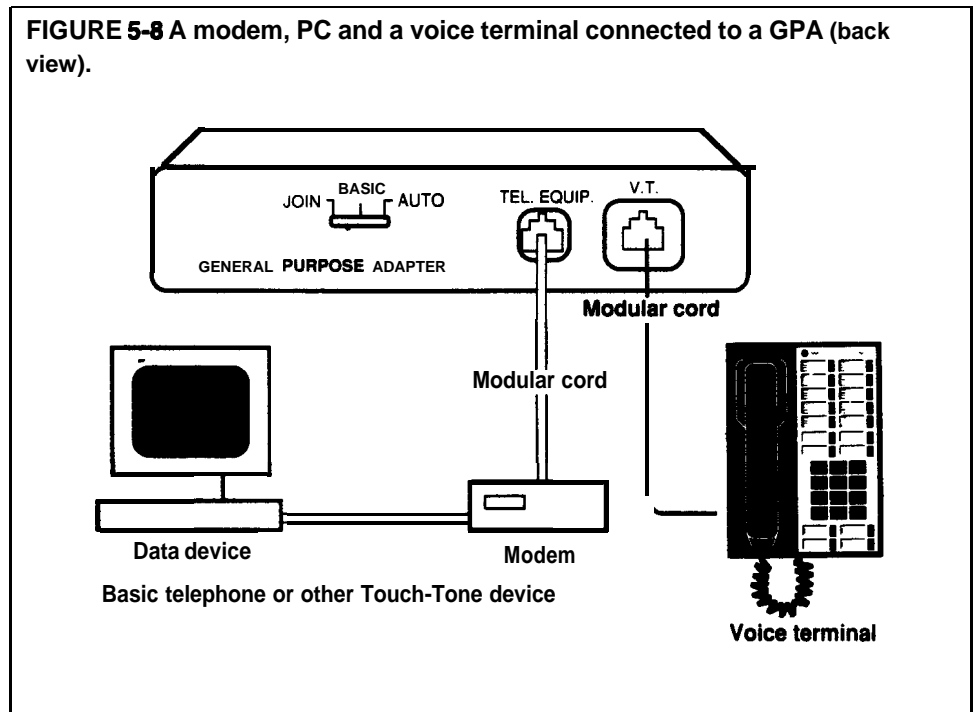 FIGURE 5-8 A modem, PC and a voice terminal connected to a GPA (back
view).
JOIN BASIC AUTO
TEL. EQUIP.
V.T.
GENERAL PURPOSE ADAPTER
Modular cord
Modular cord
Data device
Modem
Basic telephone or other Touch-Tone device
Voice terminal